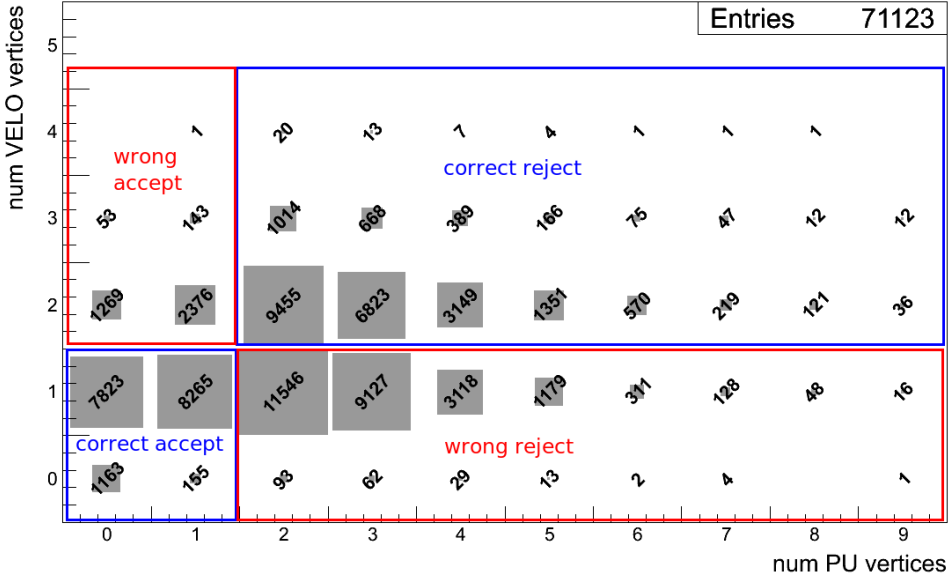 Entries 71123
num VELO vertices
5
4 1 20 13 7 4 1 1 1
wrong
accept
correct reject
3 53 143 1014 668 389 166 75 47 12 12
2 1269 2376 9455 6823 3149 1351 570 219 121 36
1 7823 8265 11546 9127 3118 1179 311 128 48 16
correct accept wrong reject
0 1163 155 93 62 29 13 2 4 1
0 1 2 3 4 5 6 7 8 9
num PU vertices